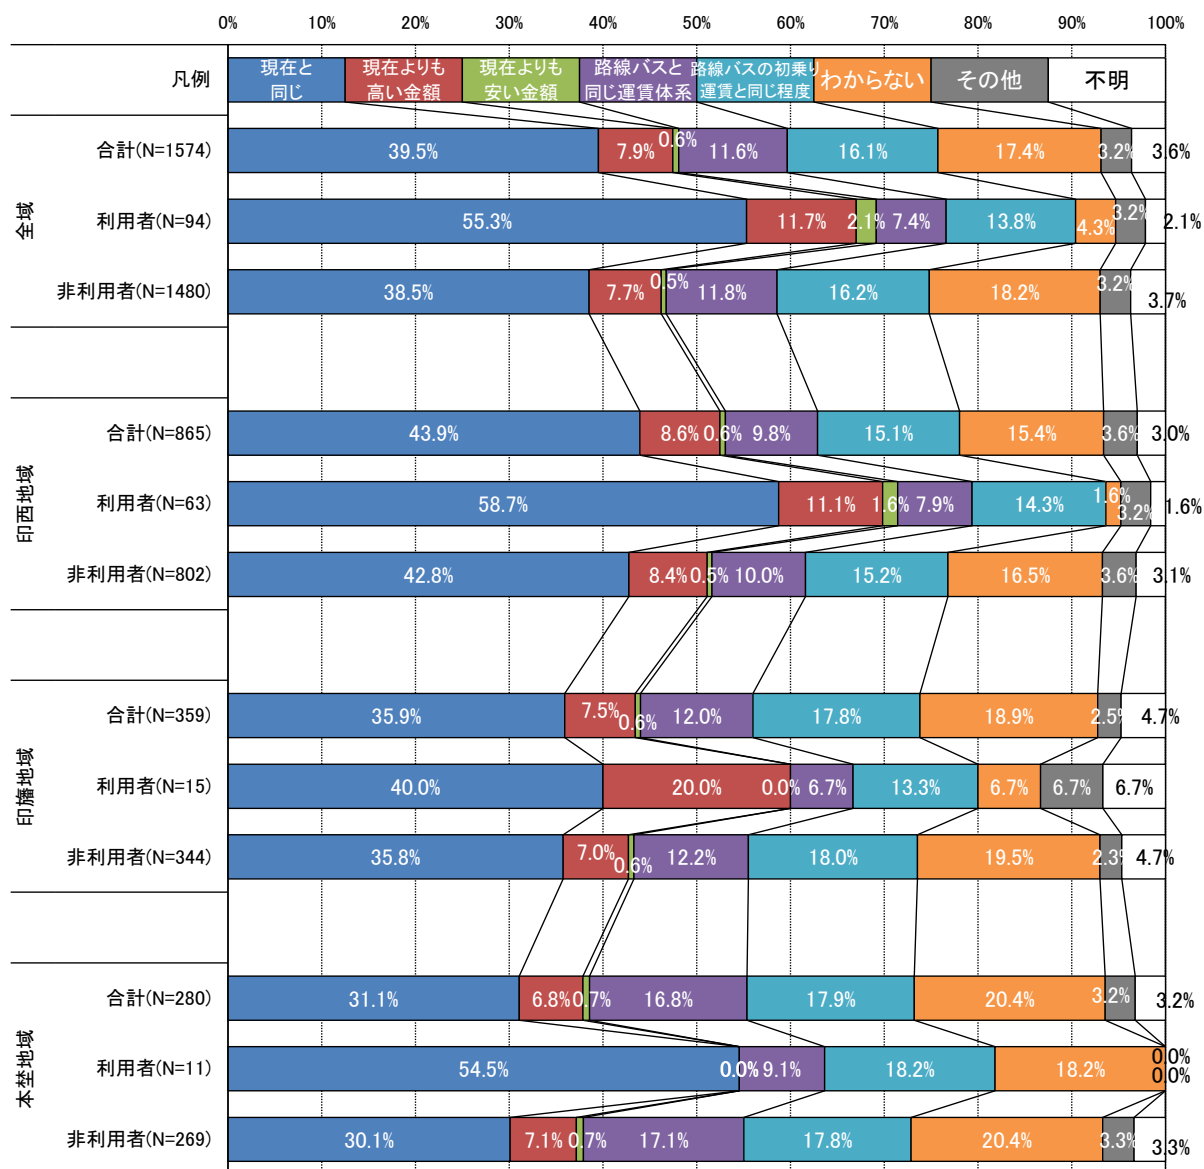 0% 10% 20% 30% 40% 50% 60% 70% 80% 90% 100%
凡例 現在と同じ 現在よりも高い金額 現在よりも安い金額 路線バスと同じ運賃体系 路線バスの初乗り運賃と同じ程度 わからない その他 不明
全域
合計(N=1574) 39.5% 7.9% 0.6% 11.6% 16.1% 17.4% 3.2% 3.6%
利用者(N=94) 55.3% 11.7% 2.1% 7.4% 13.8% 4.3% 3.2% 2.1%
非利用者(N=1480) 38.5% 7.7% 0.5% 11.8% 16.2% 18.2% 3.2% 3.7%
印西地域
合計(N=865) 43.9% 8.6% 0.6% 9.8% 15.1% 15.4% 3.6% 3.0%
利用者(N=63) 58.7% 11.1% 1.6% 7.9% 14.3% 1.6% 3.2% 1.6%
非利用者(N=802) 42.8% 8.4% 0.5% 10.0% 15.2% 16.5% 3.6% 3.1%
印旛地域
合計(N=359) 35.9% 7.5% 0.6% 12.0% 17.8% 18.9% 2.5% 4.7%
利用者(N=15) 40.0% 20.0% 0.0% 6.7% 13.3% 6.7% 6.7% 6.7%
非利用者(N=344) 35.8% 7.0% 0.6% 12.2% 18.0% 19.5% 2.3% 4.7%
本埜地域
合計(N=280) 31.1% 6.8% 0.7% 16.8% 17.9% 20.4% 3.2% 3.2%
利用者(N=11) 54.5% 0.0% 9.1% 18.2% 18.2% 0.0% 0.0%
非利用者(N=269) 30.1% 7.1% 0.7% 17.1% 17.8% 20.4% 3.3% 3.3%